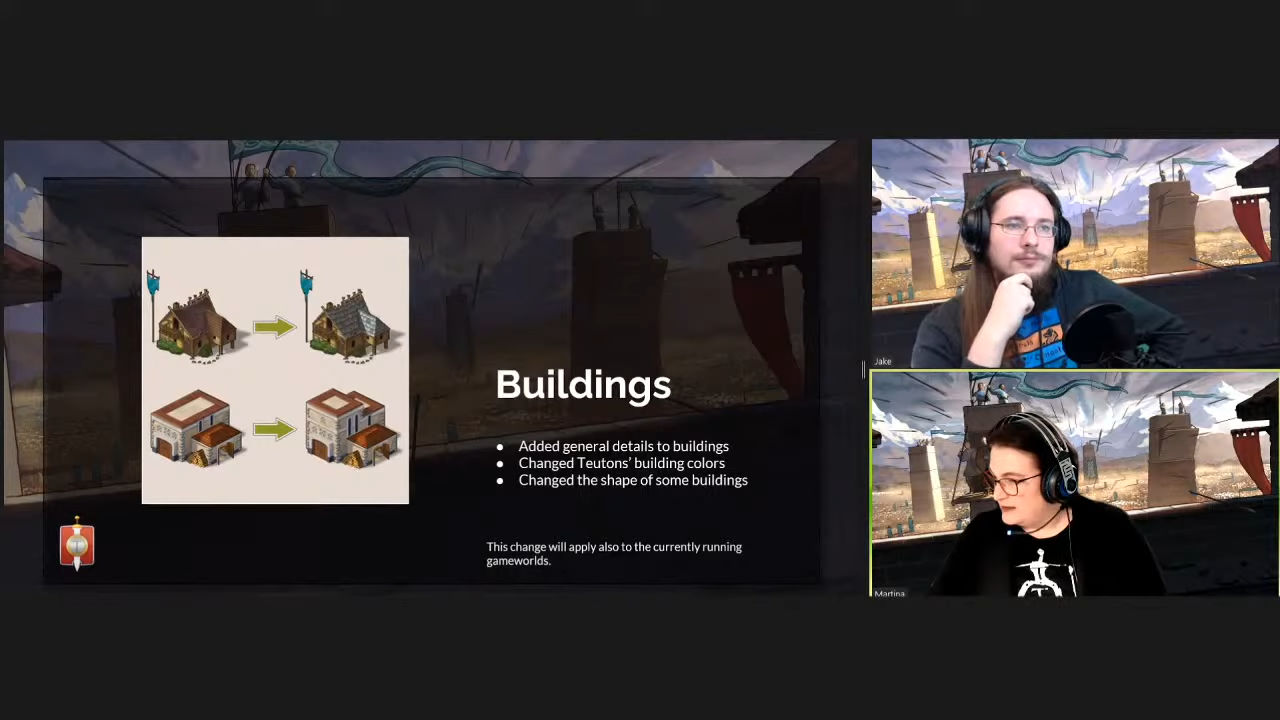 Buildings
● Added general details to buildings
● Changed Teutons' building colors
● Changed the shape of some buildings
This change will apply also to the currently running
gameworlds.
Jake
Martina